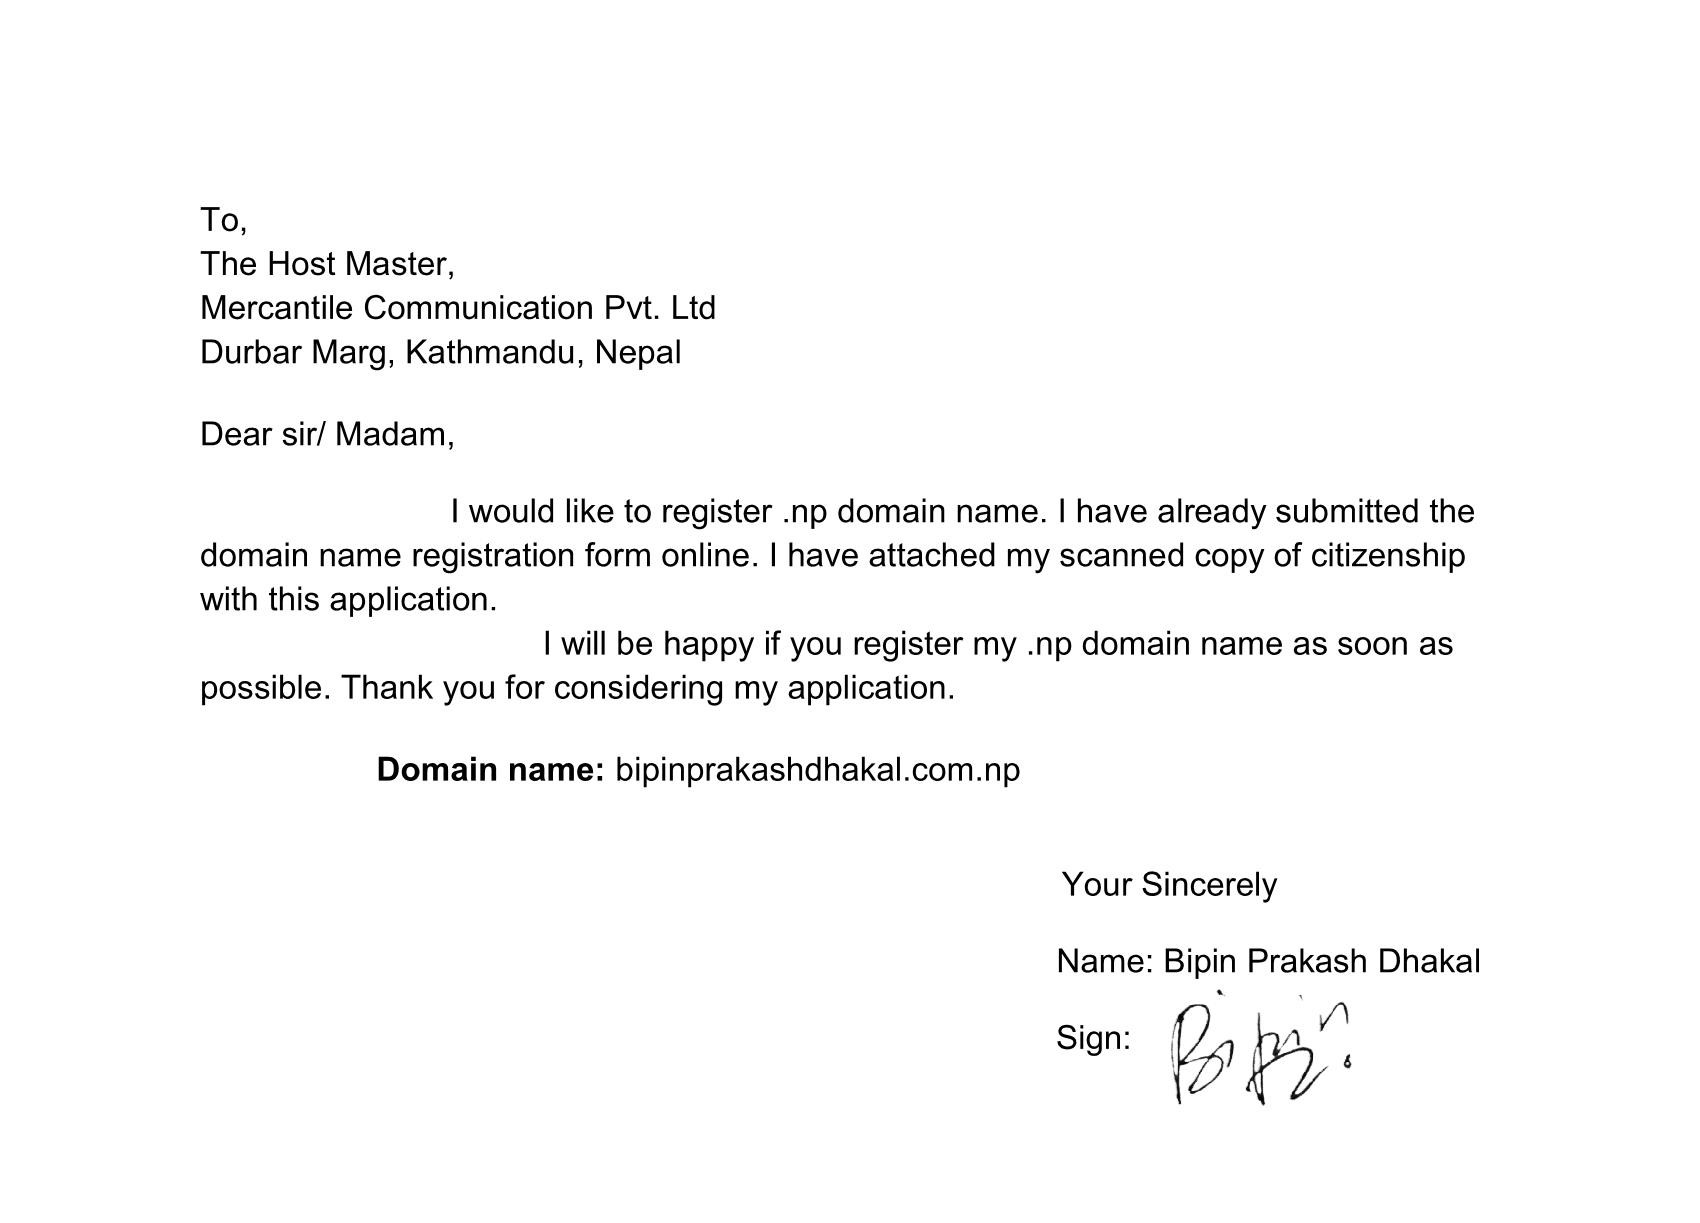 To,
The Host Master,
Mercantile Communication Pvt. Ltd
Durbar Marg, Kathmandu, Nepal
Dear sir/ Madam,
I would like to register .np domain name. I have already submitted the
domain name registration form online. I have attached my scanned copy of citizenship
with this application.
I will be happy if you register my .np domain name as soon as
possible. Thank you for considering my application.
Domain name: bipinprakashdhakal.com.np
Your Sincerely
Name: Bipin Prakash Dhakal
Sign: Bipin